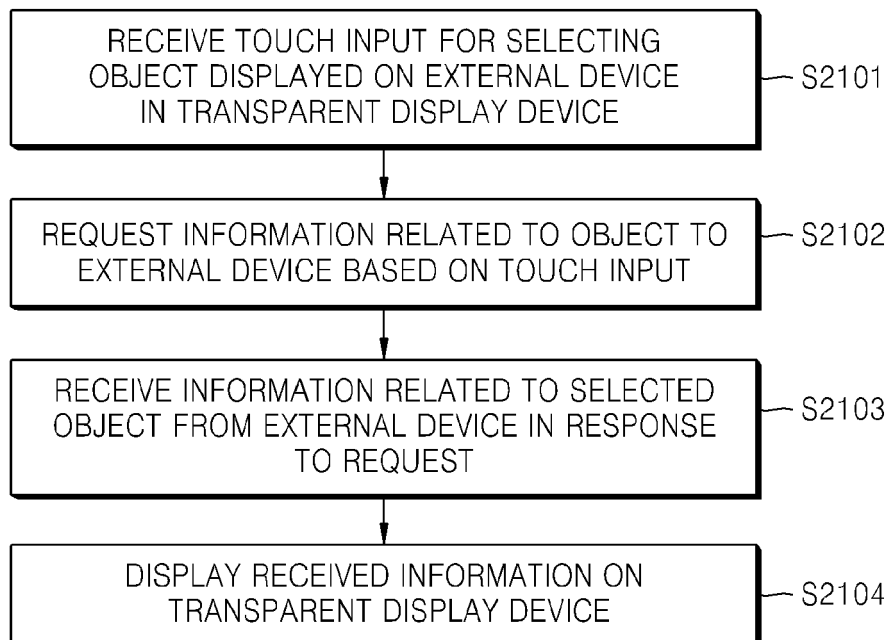 RECEIVE TOUCH INPUT FOR SELECTING
OBJECT DISPLAYED ON EXTERNAL DEVICE
IN TRANSPARENT DISPLAY DEVICE
S2101
REQUEST INFORMATION RELATED TO OBJECT TO
EXTERNAL DEVICE BASED ON TOUCH INPUT
S2102
RECEIVE INFORMATION RELATED TO SELECTED
OBJECT FROM EXTERNAL DEVICE IN RESPONSE
TO REQUEST
S2103
DISPLAY RECEIVED INFORMATION ON
TRANSPARENT DISPLAY DEVICE
S2104